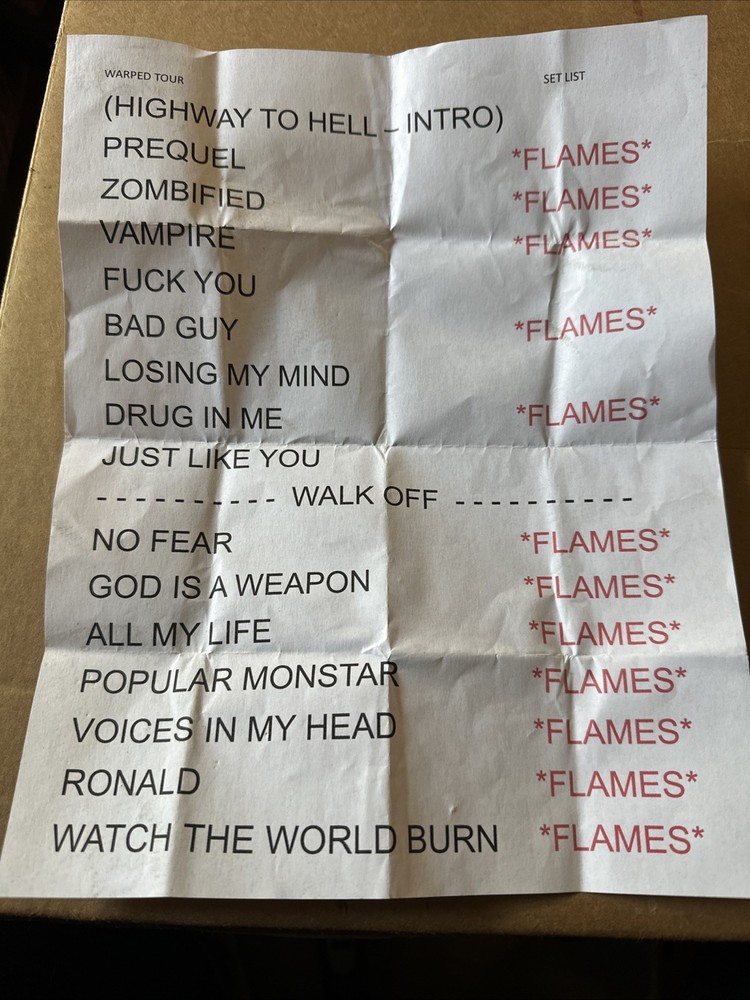 WARPED TOUR SET LIST
(HIGHWAY TO HELL – INTRO)
PREQUEL *FLAMES*
ZOMBIFIED *FLAMES*
VAMPIRE *FLAMES*
FUCK YOU
BAD GUY *FLAMES*
LOSING MY MIND
DRUG IN ME *FLAMES*
JUST LIKE YOU
- - - - - - - - - - WALK OFF - - - - - - - - - -
NO FEAR *FLAMES*
GOD IS A WEAPON *FLAMES*
ALL MY LIFE *FLAMES*
POPULAR MONSTAR *FLAMES*
VOICES IN MY HEAD *FLAMES*
RONALD *FLAMES*
WATCH THE WORLD BURN *FLAMES*